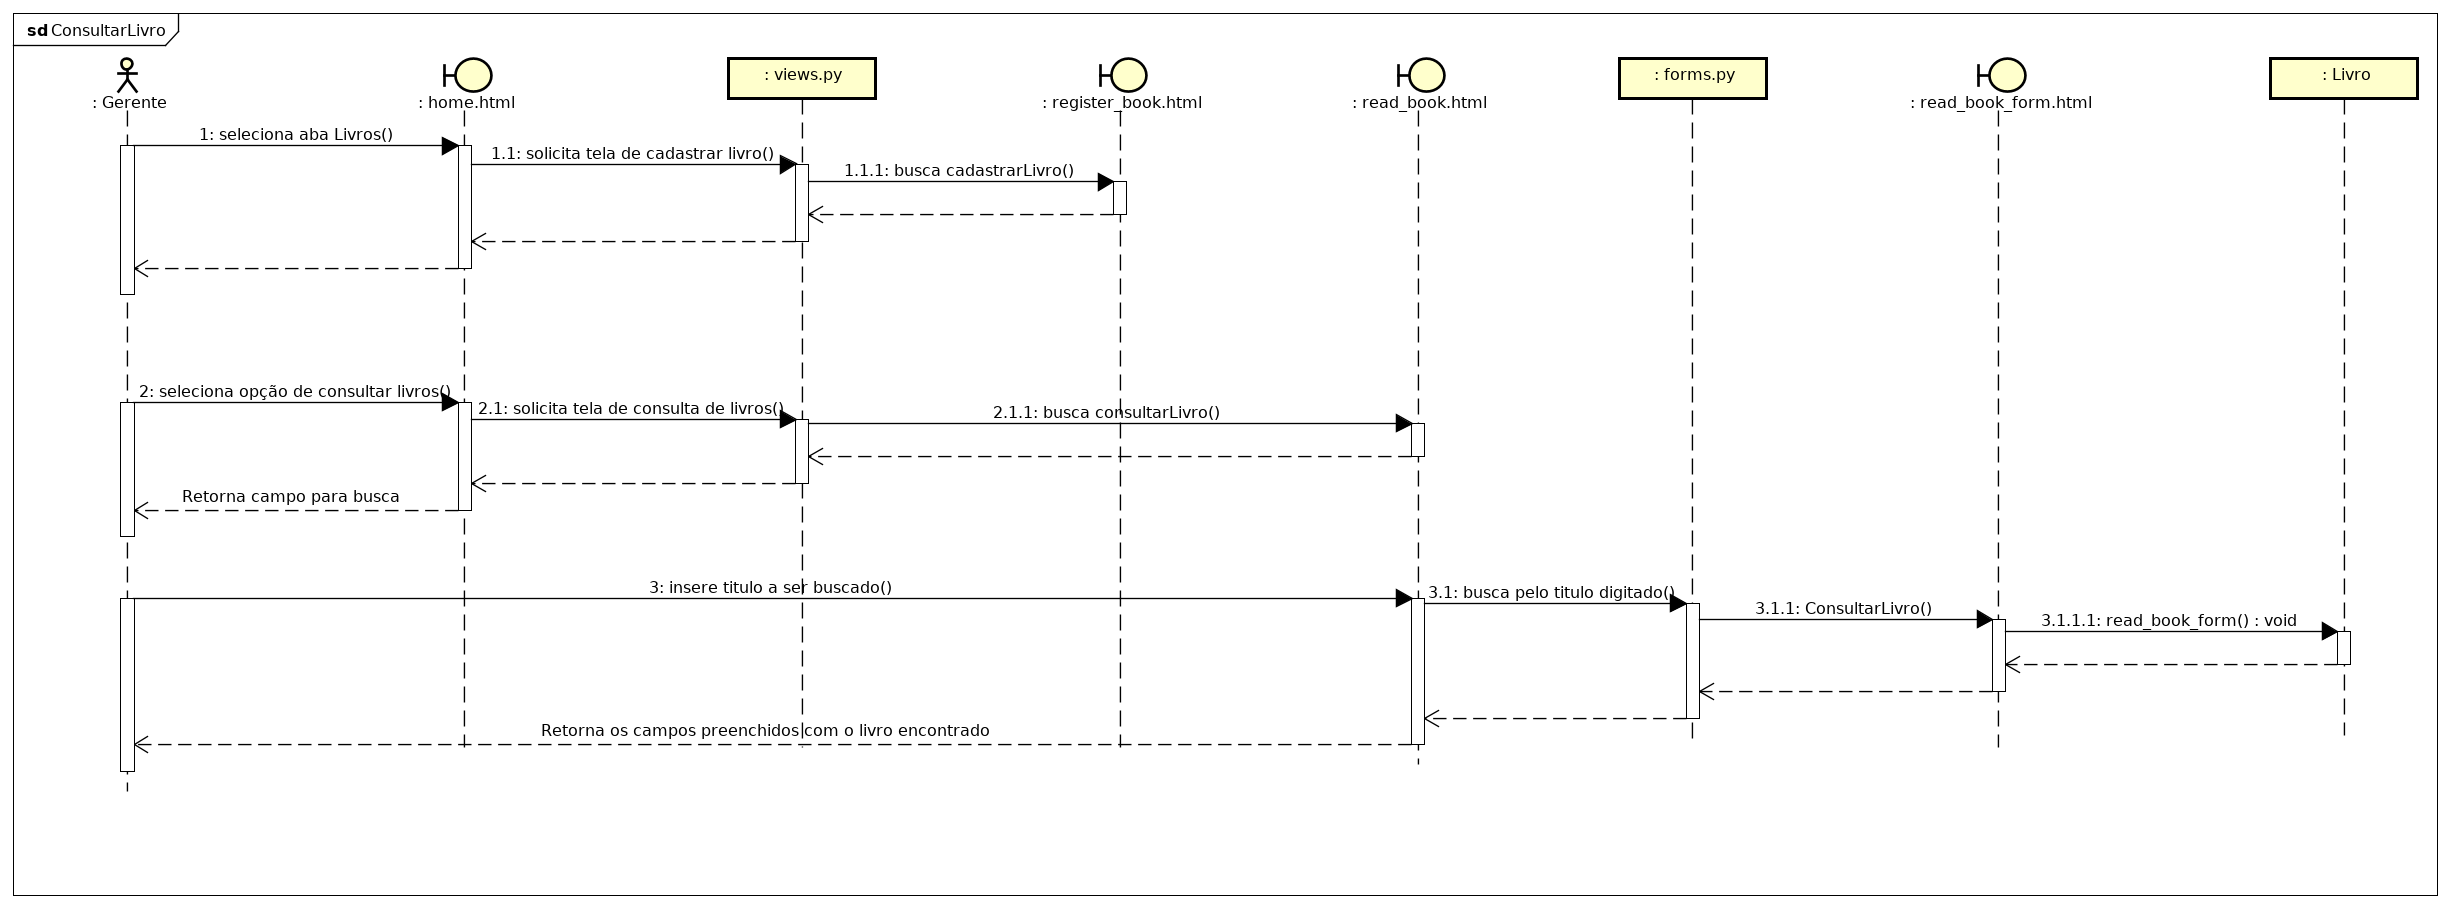 sd ConsultarLivro
: Gerente
: home.html
: views.py
: register_book.html
: read_book.html
: forms.py
: read_book_form.html
: Livro
1: seleciona aba Livros()
1.1: solicita tela de cadastrar livro()
1.1.1: busca cadastrarLivro()
2: seleciona opção de consultar livros()
2.1: solicita tela de consulta de livros()
2.1.1: busca consultarLivro()
Retorna campo para busca
3: insere titulo a ser buscado()
3.1: busca pelo titulo digitado()
3.1.1: ConsultarLivro()
3.1.1.1: read_book_form() : void
Retorna os campos preenchidos com o livro encontrado